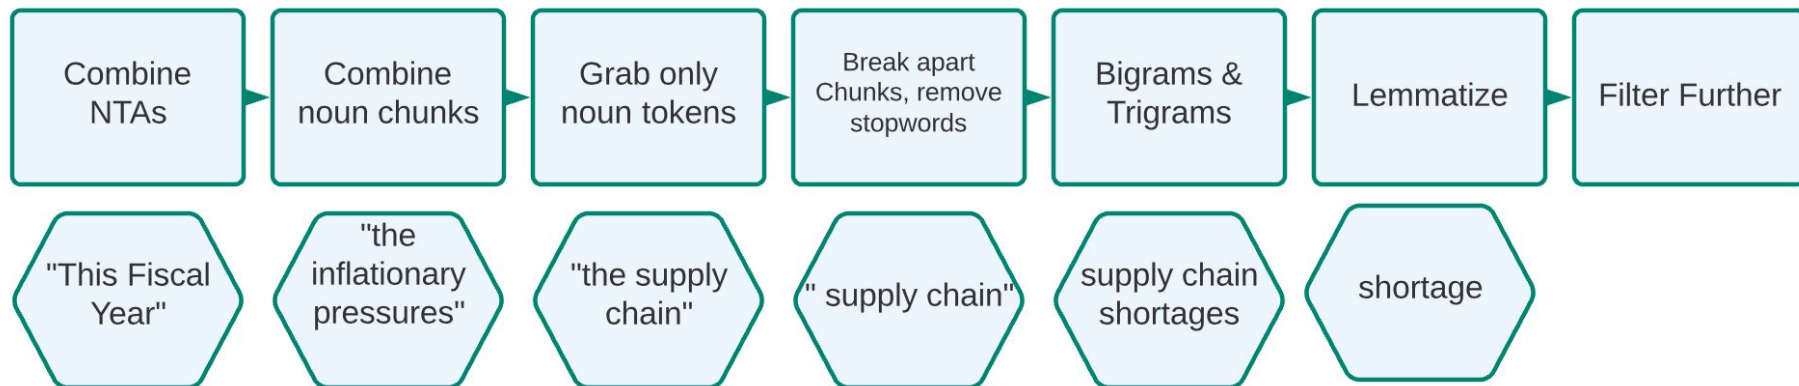 Combine
NTAs
Combine
noun chunks
Grab only
noun tokens
Break apart
Chunks, remove
stopwords
Bigrams &
Trigrams
Lemmatize
Filter Further
"This Fiscal
Year"
"the
inflationary
pressures"
"the supply
chain"
" supply chain"
supply chain
shortages
shortage